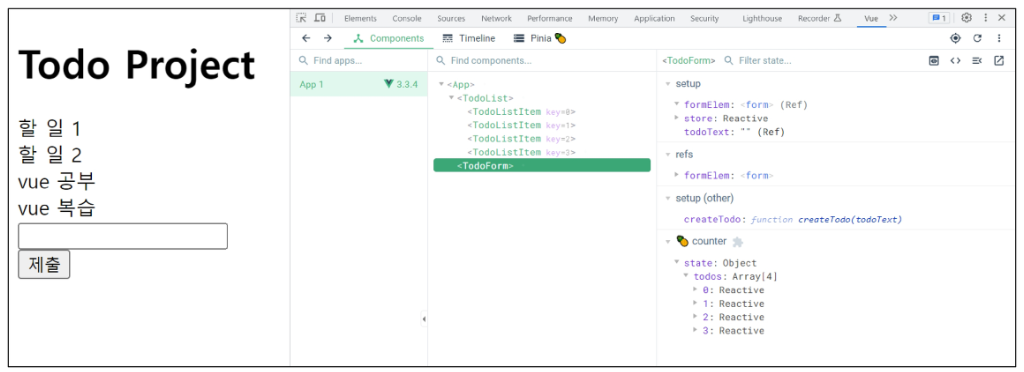 Todo Project
할 일 1
할 일 2
vue 공부
vue 복습
제출
Elements Console Sources Network Performance Memory Application Security Lighthouse Recorder Vue 1
Components Timeline Pinia
Find apps...
App 1 3.3.4
Find components...
<App>
<TodoList>
<TodoListItem key=0>
<TodoListItem key=1>
<TodoListItem key=2>
<TodoListItem key=3>
<TodoForm>
<TodoForm> Filter state...
setup
formElem: <form> (Ref)
store: Reactive
todoText: "" (Ref)
refs
formElem: <form>
setup (other)
createTodo: function createTodo(todoText)
counter
state: Object
todos: Array[4]
0: Reactive
1: Reactive
2: Reactive
3: Reactive